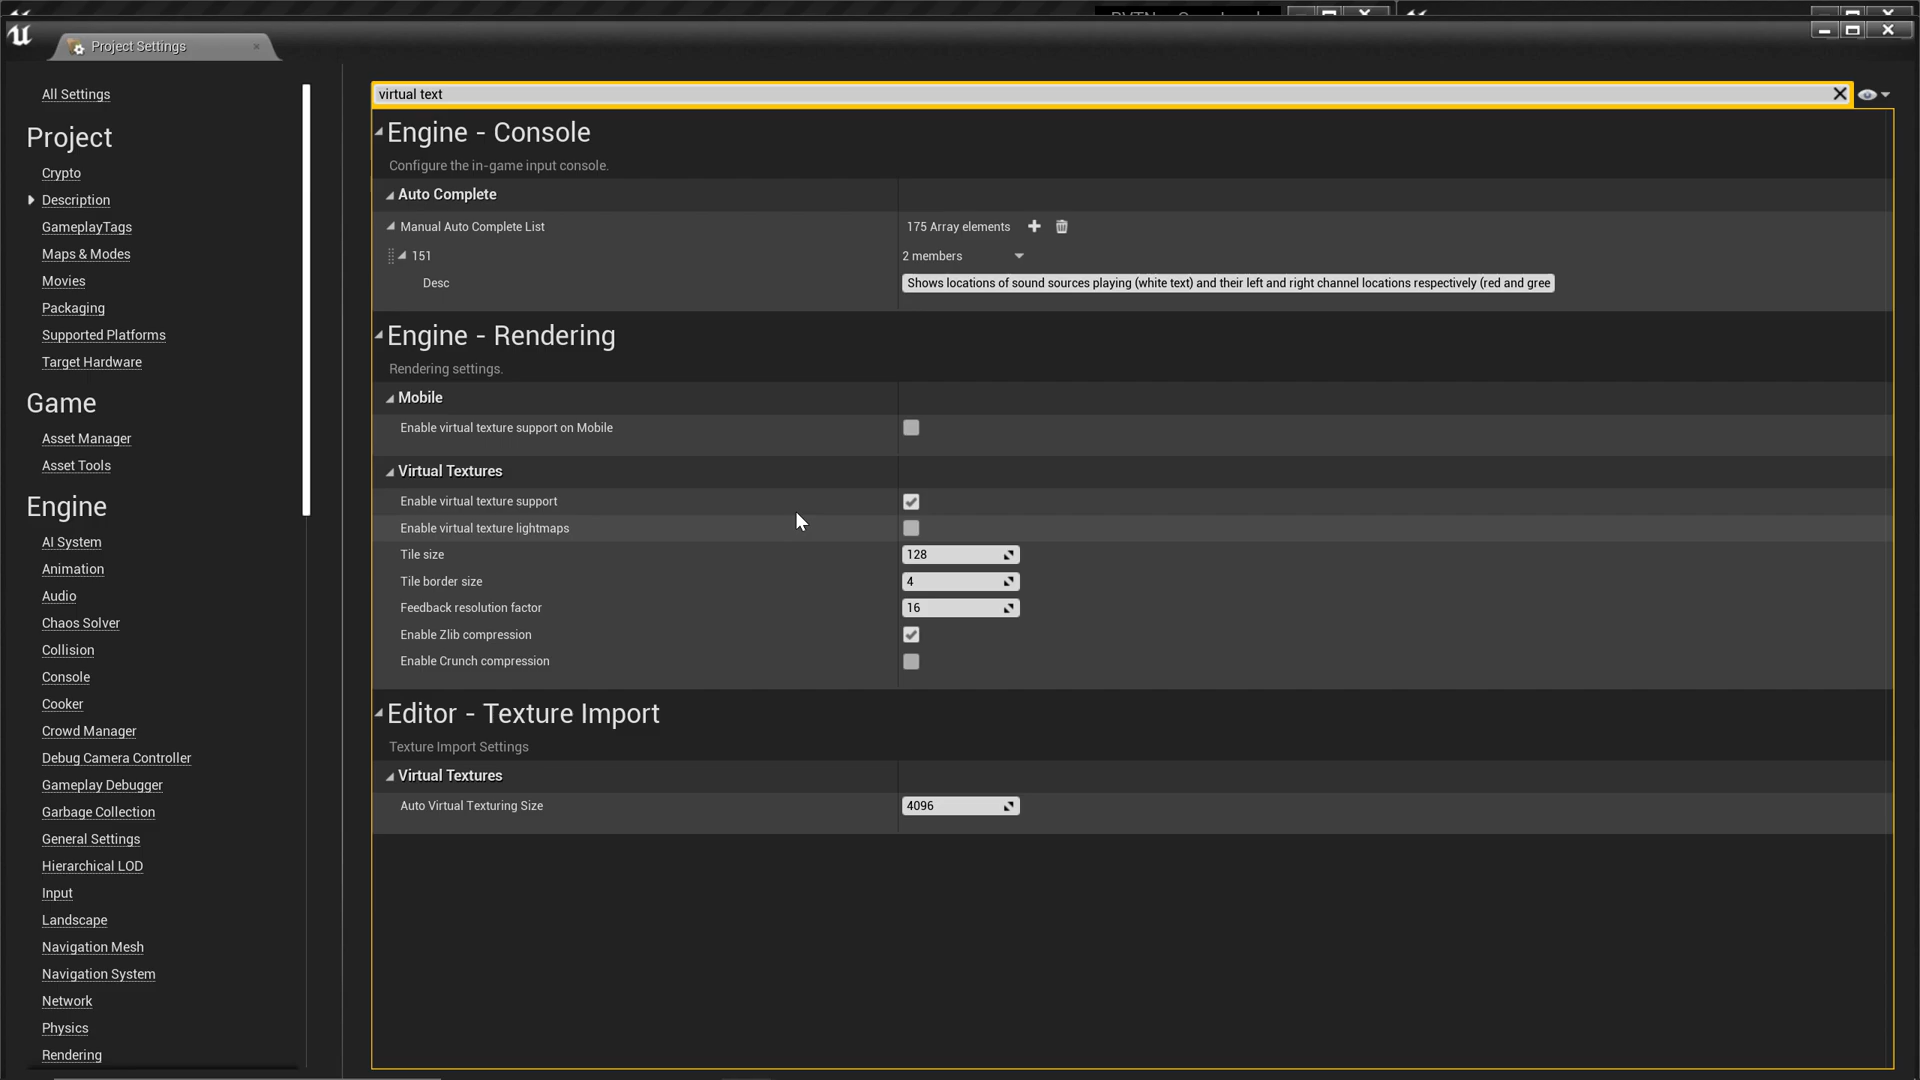 Project Settings
All Settings
Project
Crypto
Description
GameplayTags
Maps & Modes
Movies
Packaging
Supported Platforms
Target Hardware
Game
Asset Manager
Asset Tools
Engine
AI System
Animation
Audio
Chaos Solver
Collision
Console
Cooker
Crowd Manager
Debug Camera Controller
Gameplay Debugger
Garbage Collection
General Settings
Hierarchical LOD
Input
Landscape
Navigation Mesh
Navigation System
Network
Physics
Rendering
virtual text
Engine - Console
Configure the in-game input console.
Auto Complete
Manual Auto Complete List 175 Array elements
151 2 members
Desc Shows locations of sound sources playing (white text) and their left and right channel locations respectively (red and gree
Engine - Rendering
Rendering settings.
Mobile
Enable virtual texture support on Mobile
Virtual Textures
Enable virtual texture support
Enable virtual texture lightmaps
Tile size 128
Tile border size 4
Feedback resolution factor 16
Enable Zlib compression
Enable Crunch compression
Editor - Texture Import
Texture Import Settings
Virtual Textures
Auto Virtual Texturing Size 4096